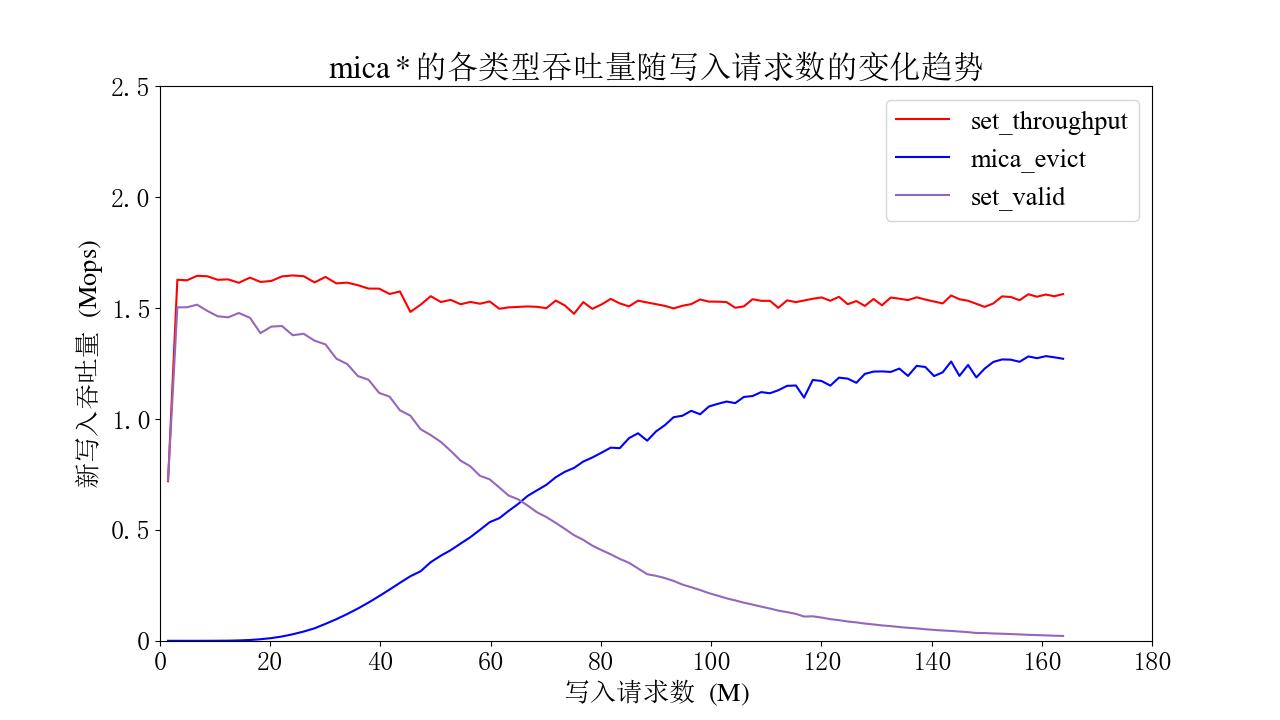 mica * 的各类型吞吐量随写入请求数的变化趋势
set_throughput
mica_evict
set_valid
新写入吞吐量 (Mops)
2.5
2.0
1.5
1.0
0.5
0
0 20 40 60 80 100 120 140 160 180
写入请求数 (M)